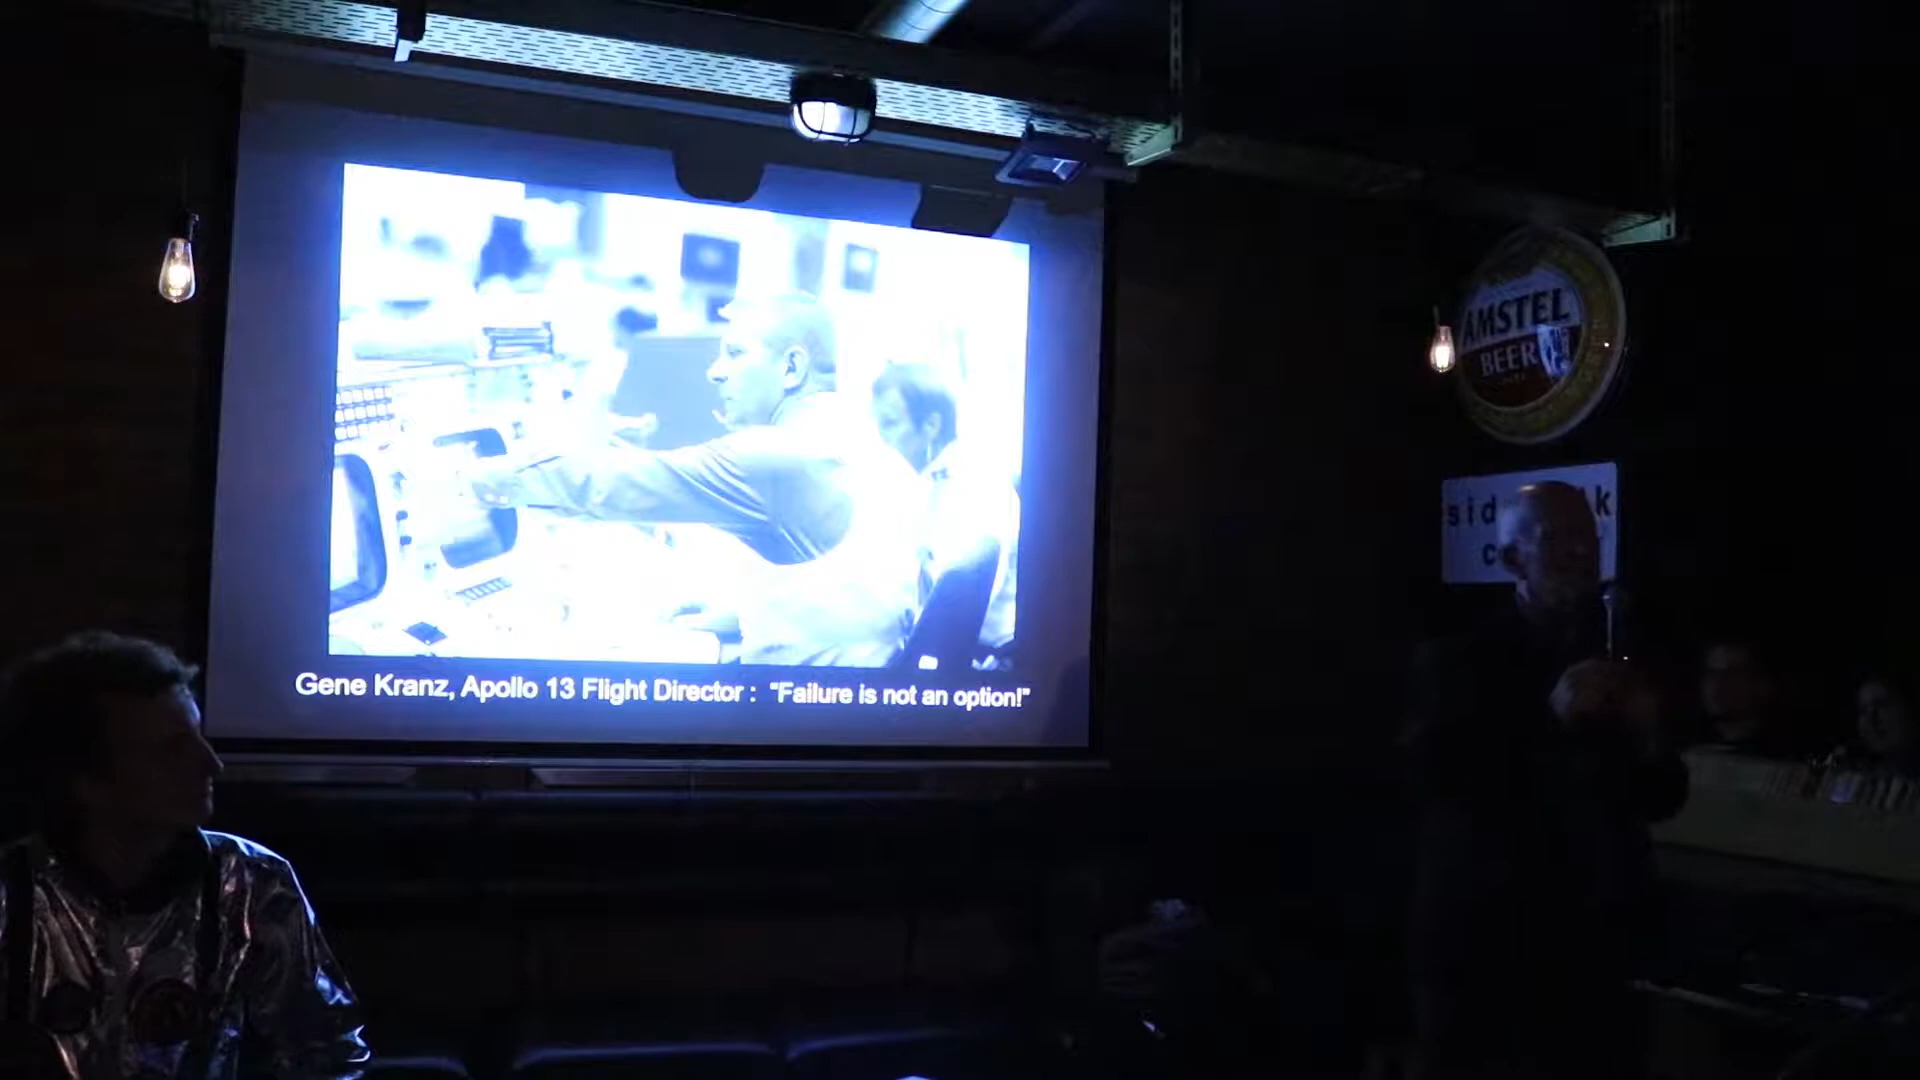 Gene Kranz, Apollo 13 Flight Director : "Failure is not an option!"
AMSTEL
BEER